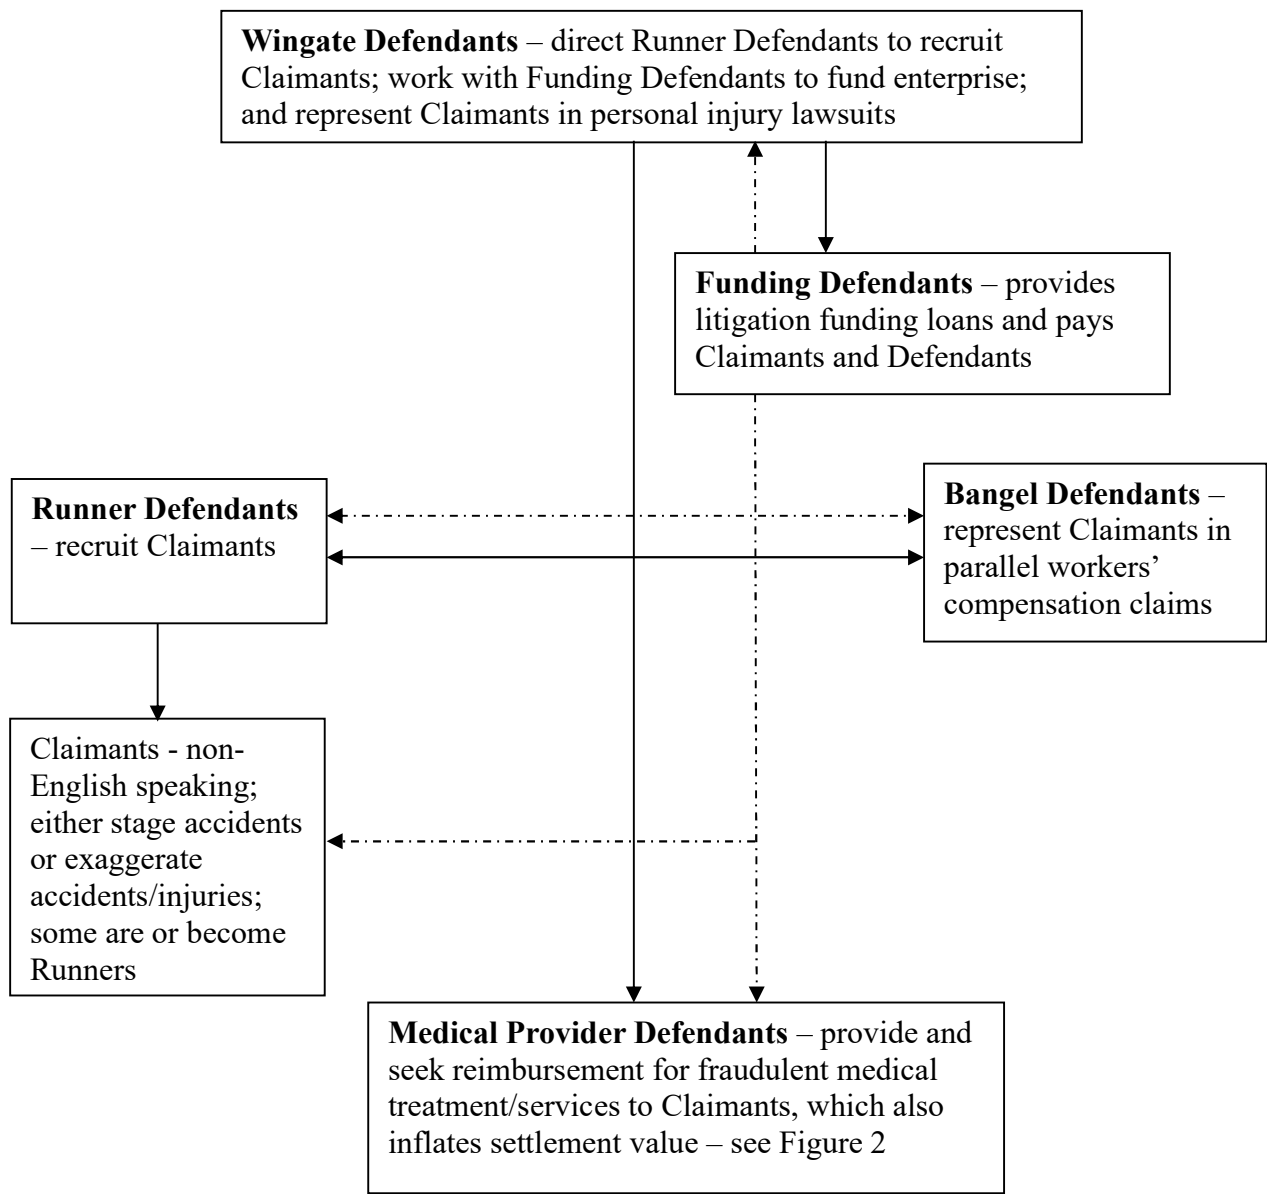 Wingate Defendants – direct Runner Defendants to recruit
Claimants; work with Funding Defendants to fund enterprise;
and represent Claimants in personal injury lawsuits
Funding Defendants – provides
litigation funding loans and pays
Claimants and Defendants
Runner Defendants
– recruit Claimants
Bangel Defendants –
represent Claimants in
parallel workers’
compensation claims
Claimants - non-
English speaking;
either stage accidents
or exaggerate
accidents/injuries;
some are or become
Runners
Medical Provider Defendants – provide and
seek reimbursement for fraudulent medical
treatment/services to Claimants, which also
inflates settlement value – see Figure 2